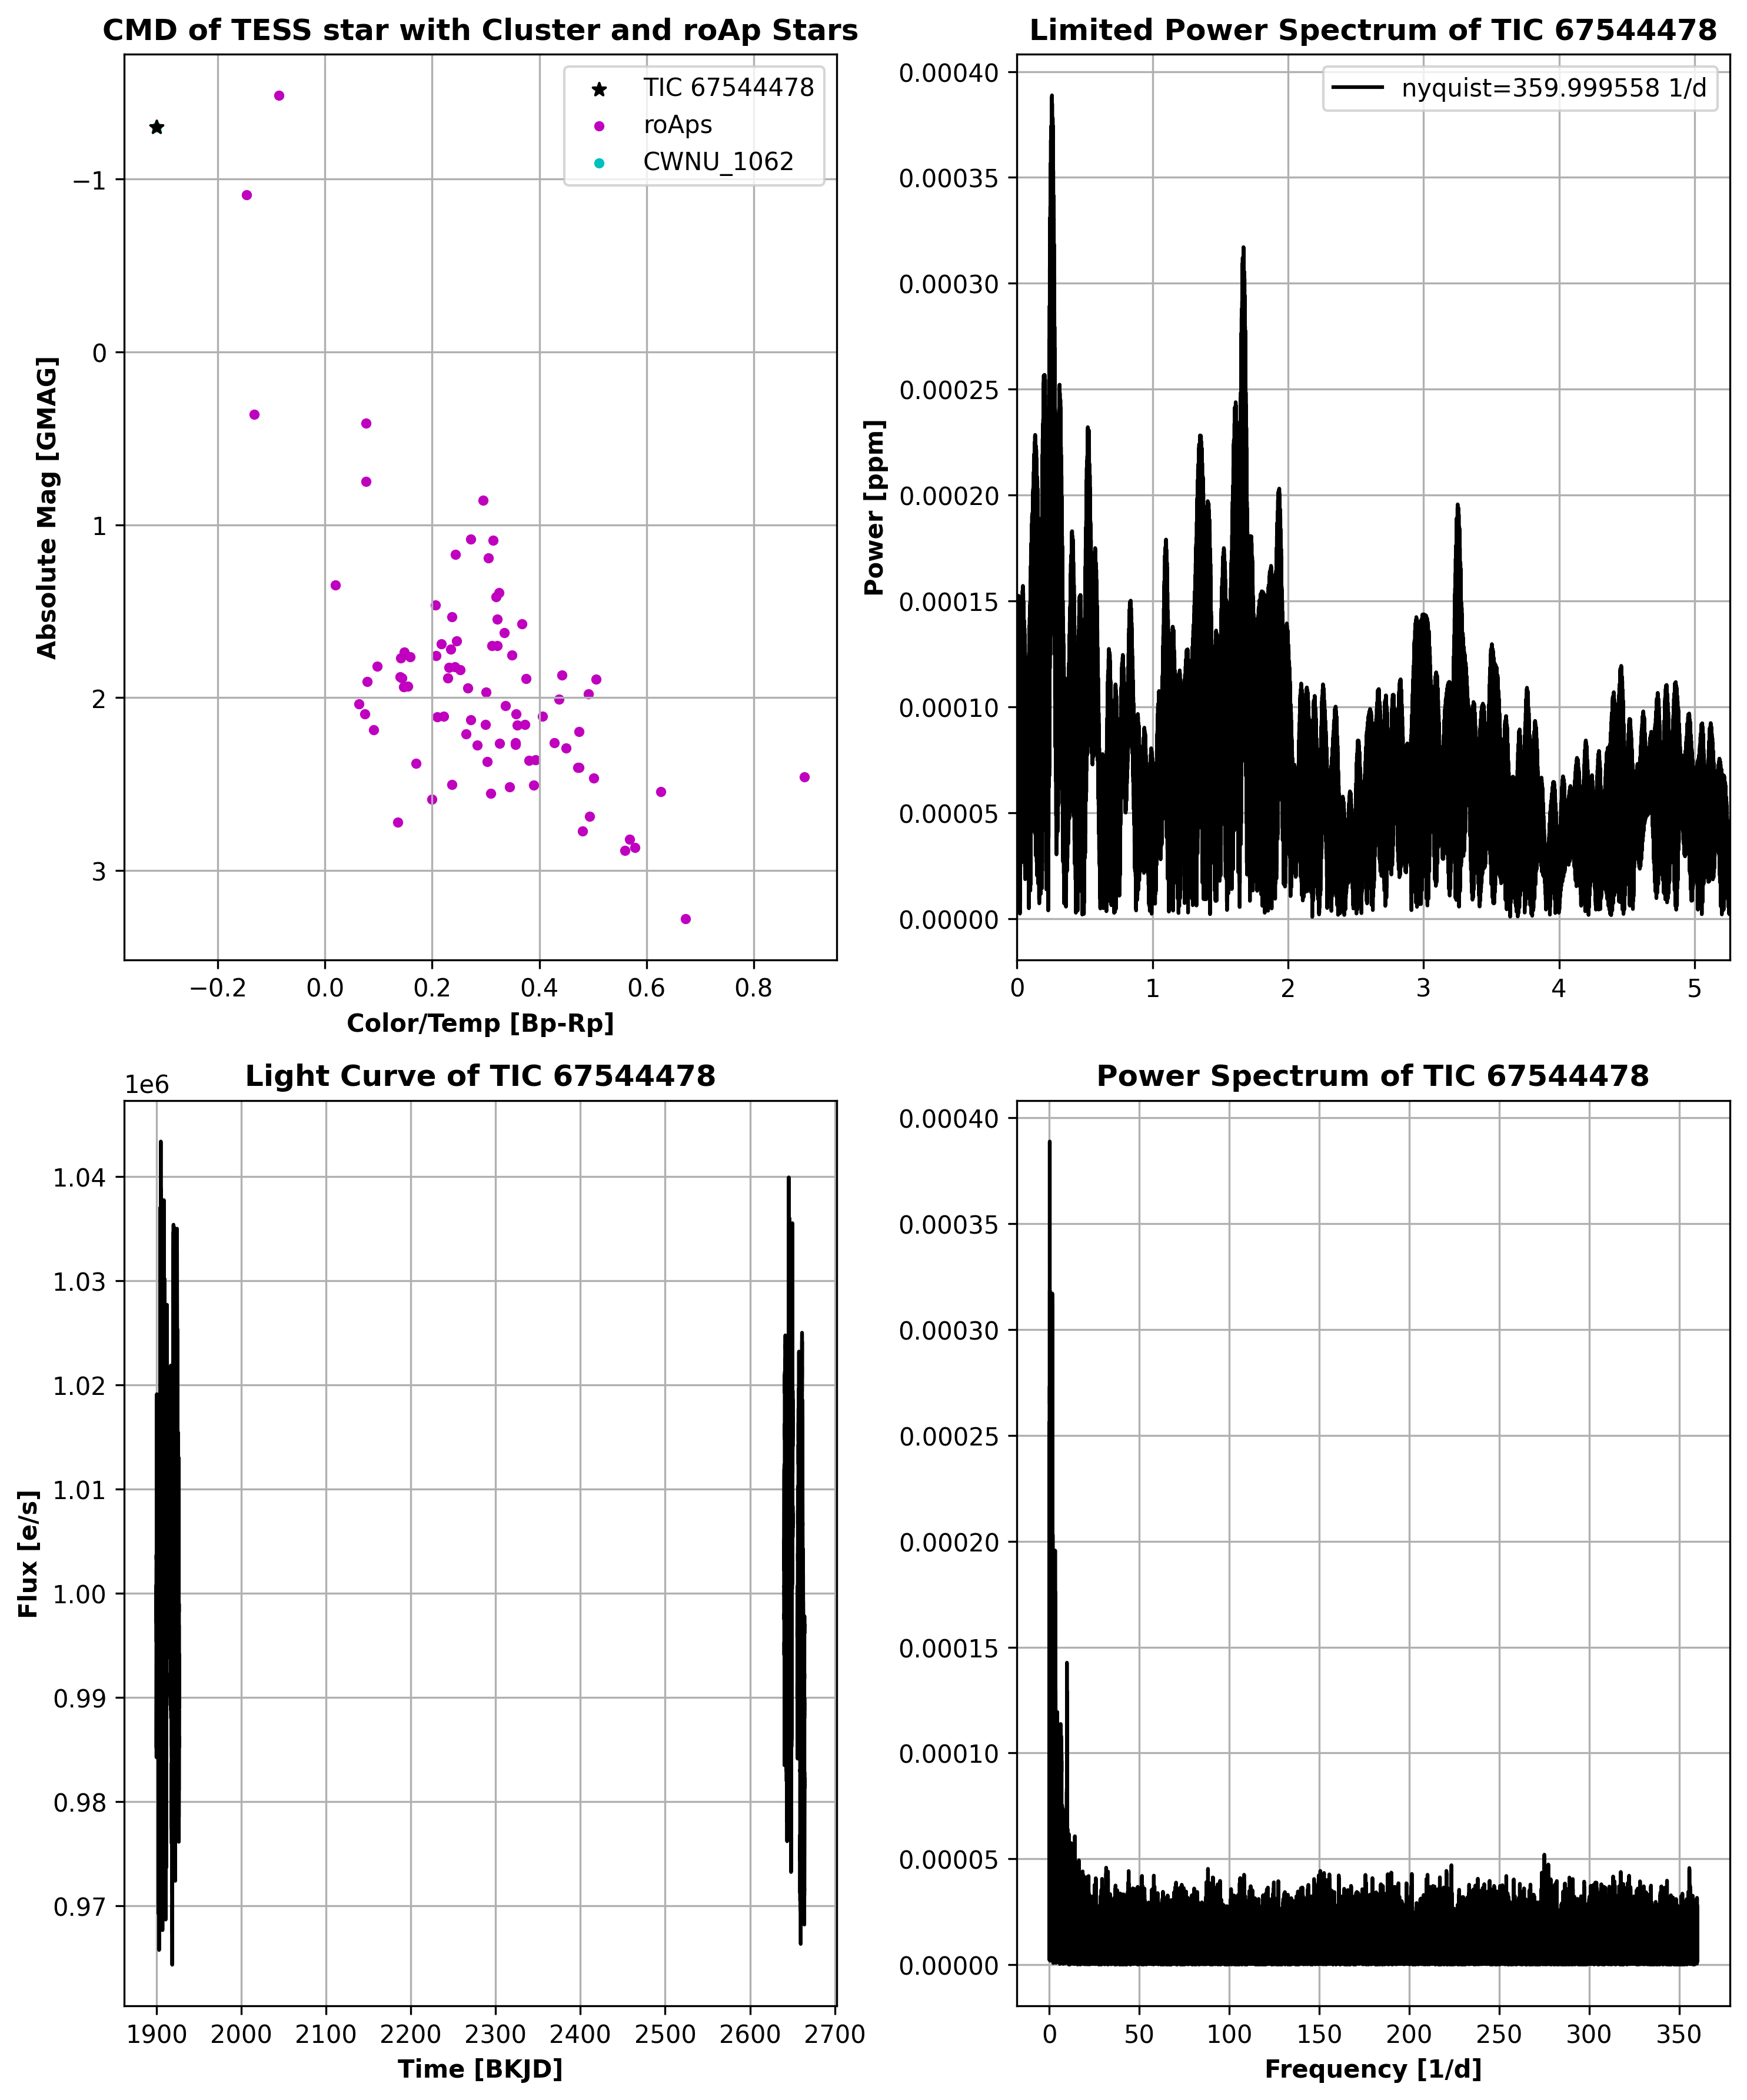 CMD of TESS star with Cluster and roAp Stars
TIC 67544478
roAps
CWNU_1062
−1
0
1
2
3
Absolute Mag [GMAG]
−0.2 0.0 0.2 0.4 0.6 0.8
Color/Temp [Bp-Rp]
Limited Power Spectrum of TIC 67544478
nyquist=359.999558 1/d
0.00040
0.00035
0.00030
0.00025
0.00020
0.00015
0.00010
0.00005
0.00000
Power [ppm]
0 1 2 3 4 5
Light Curve of TIC 67544478
1e6
1.04
1.03
1.02
1.01
1.00
0.99
0.98
0.97
Flux [e/s]
1900 2000 2100 2200 2300 2400 2500 2600 2700
Time [BKJD]
Power Spectrum of TIC 67544478
0.00040
0.00035
0.00030
0.00025
0.00020
0.00015
0.00010
0.00005
0.00000
0 50 100 150 200 250 300 350
Frequency [1/d]